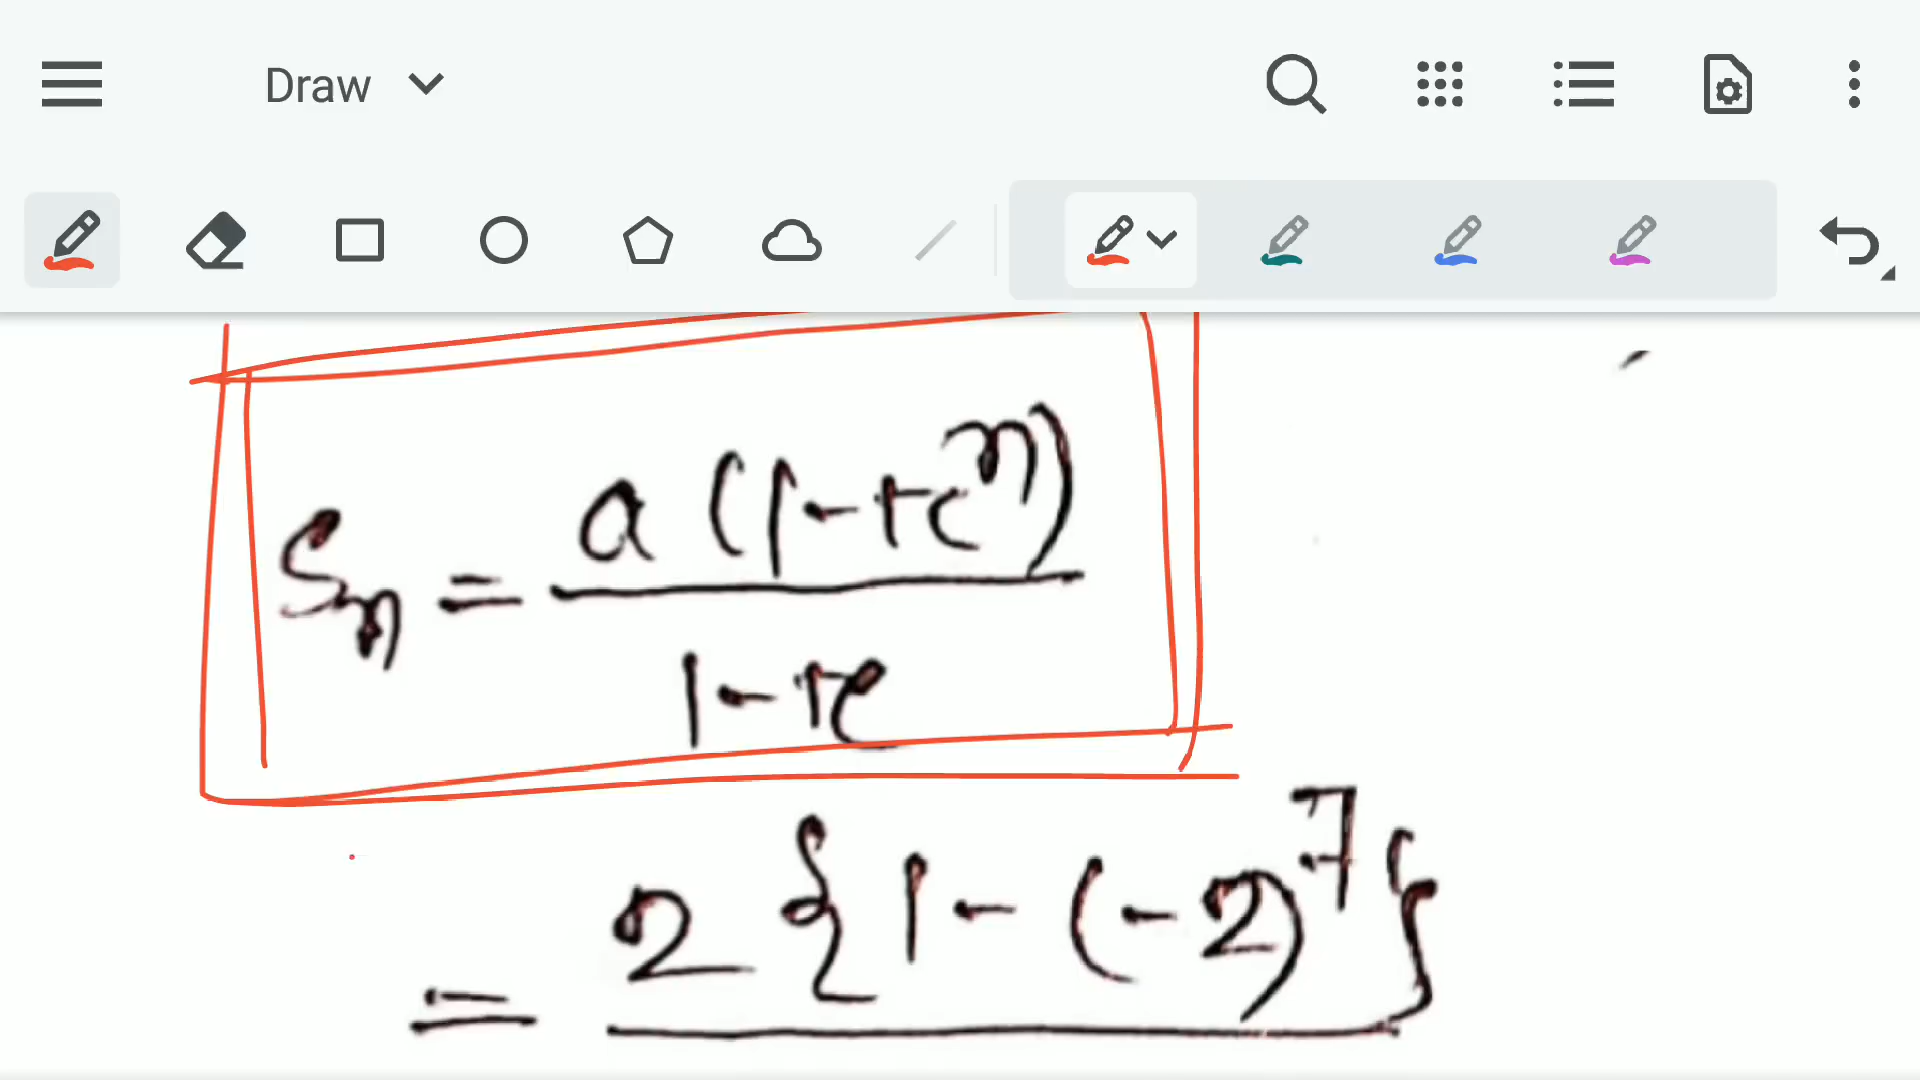 Draw
Sn = a(1-r^n)
1-r
= 2{1-(-2)^7}